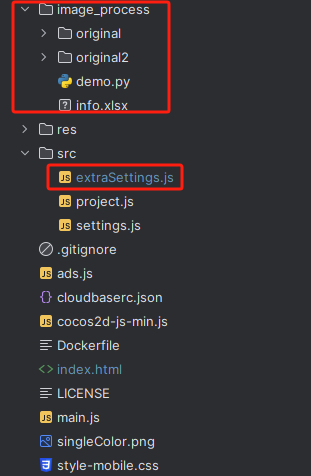 image_process
original
original2
demo.py
info.xlsx
res
src
JS extraSettings.js
JS project.js
JS settings.js
.gitignore
JS ads.js
{} cloudbaserc.json
JS cocos2d-js-min.js
Dockerfile
<> index.html
LICENSE
JS main.js
singleColor.png
style-mobile.css